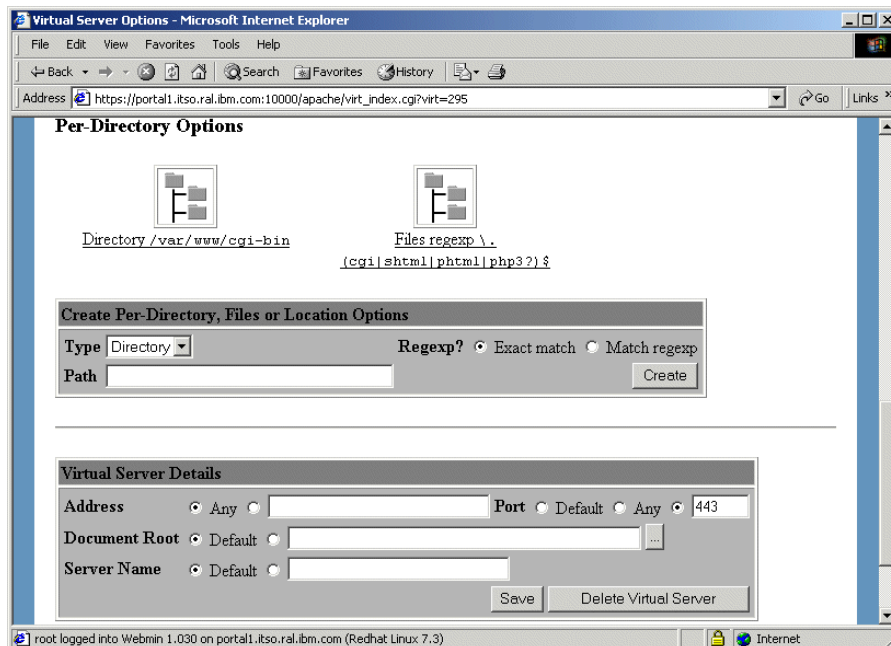 Virtual Server Options - Microsoft Internet Explorer
File Edit View Favorites Tools Help
Back Search Favorites History
Address https://portal1.itso.ral.ibm.com:10000/apache/virt_index.cgi?virt=295 Go Links »
Per-Directory Options
Directory /var/www/cgi-bin
Files regexp \.
(cgi|shtml|phtml|php3?)$
Create Per-Directory, Files or Location Options
Type Directory Regexp? Exact match Match regexp
Path Create
Virtual Server Details
Address Any Port Default Any 443
Document Root Default ...
Server Name Default
Save Delete Virtual Server
root logged into Webmin 1.030 on portal1.itso.ral.ibm.com (Redhat Linux 7.3) Internet